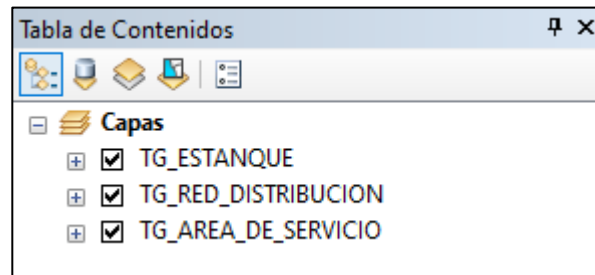 Tabla de Contenidos
Capas
TG_ESTANQUE
TG_RED_DISTRIBUCION
TG_AREA_DE_SERVICIO